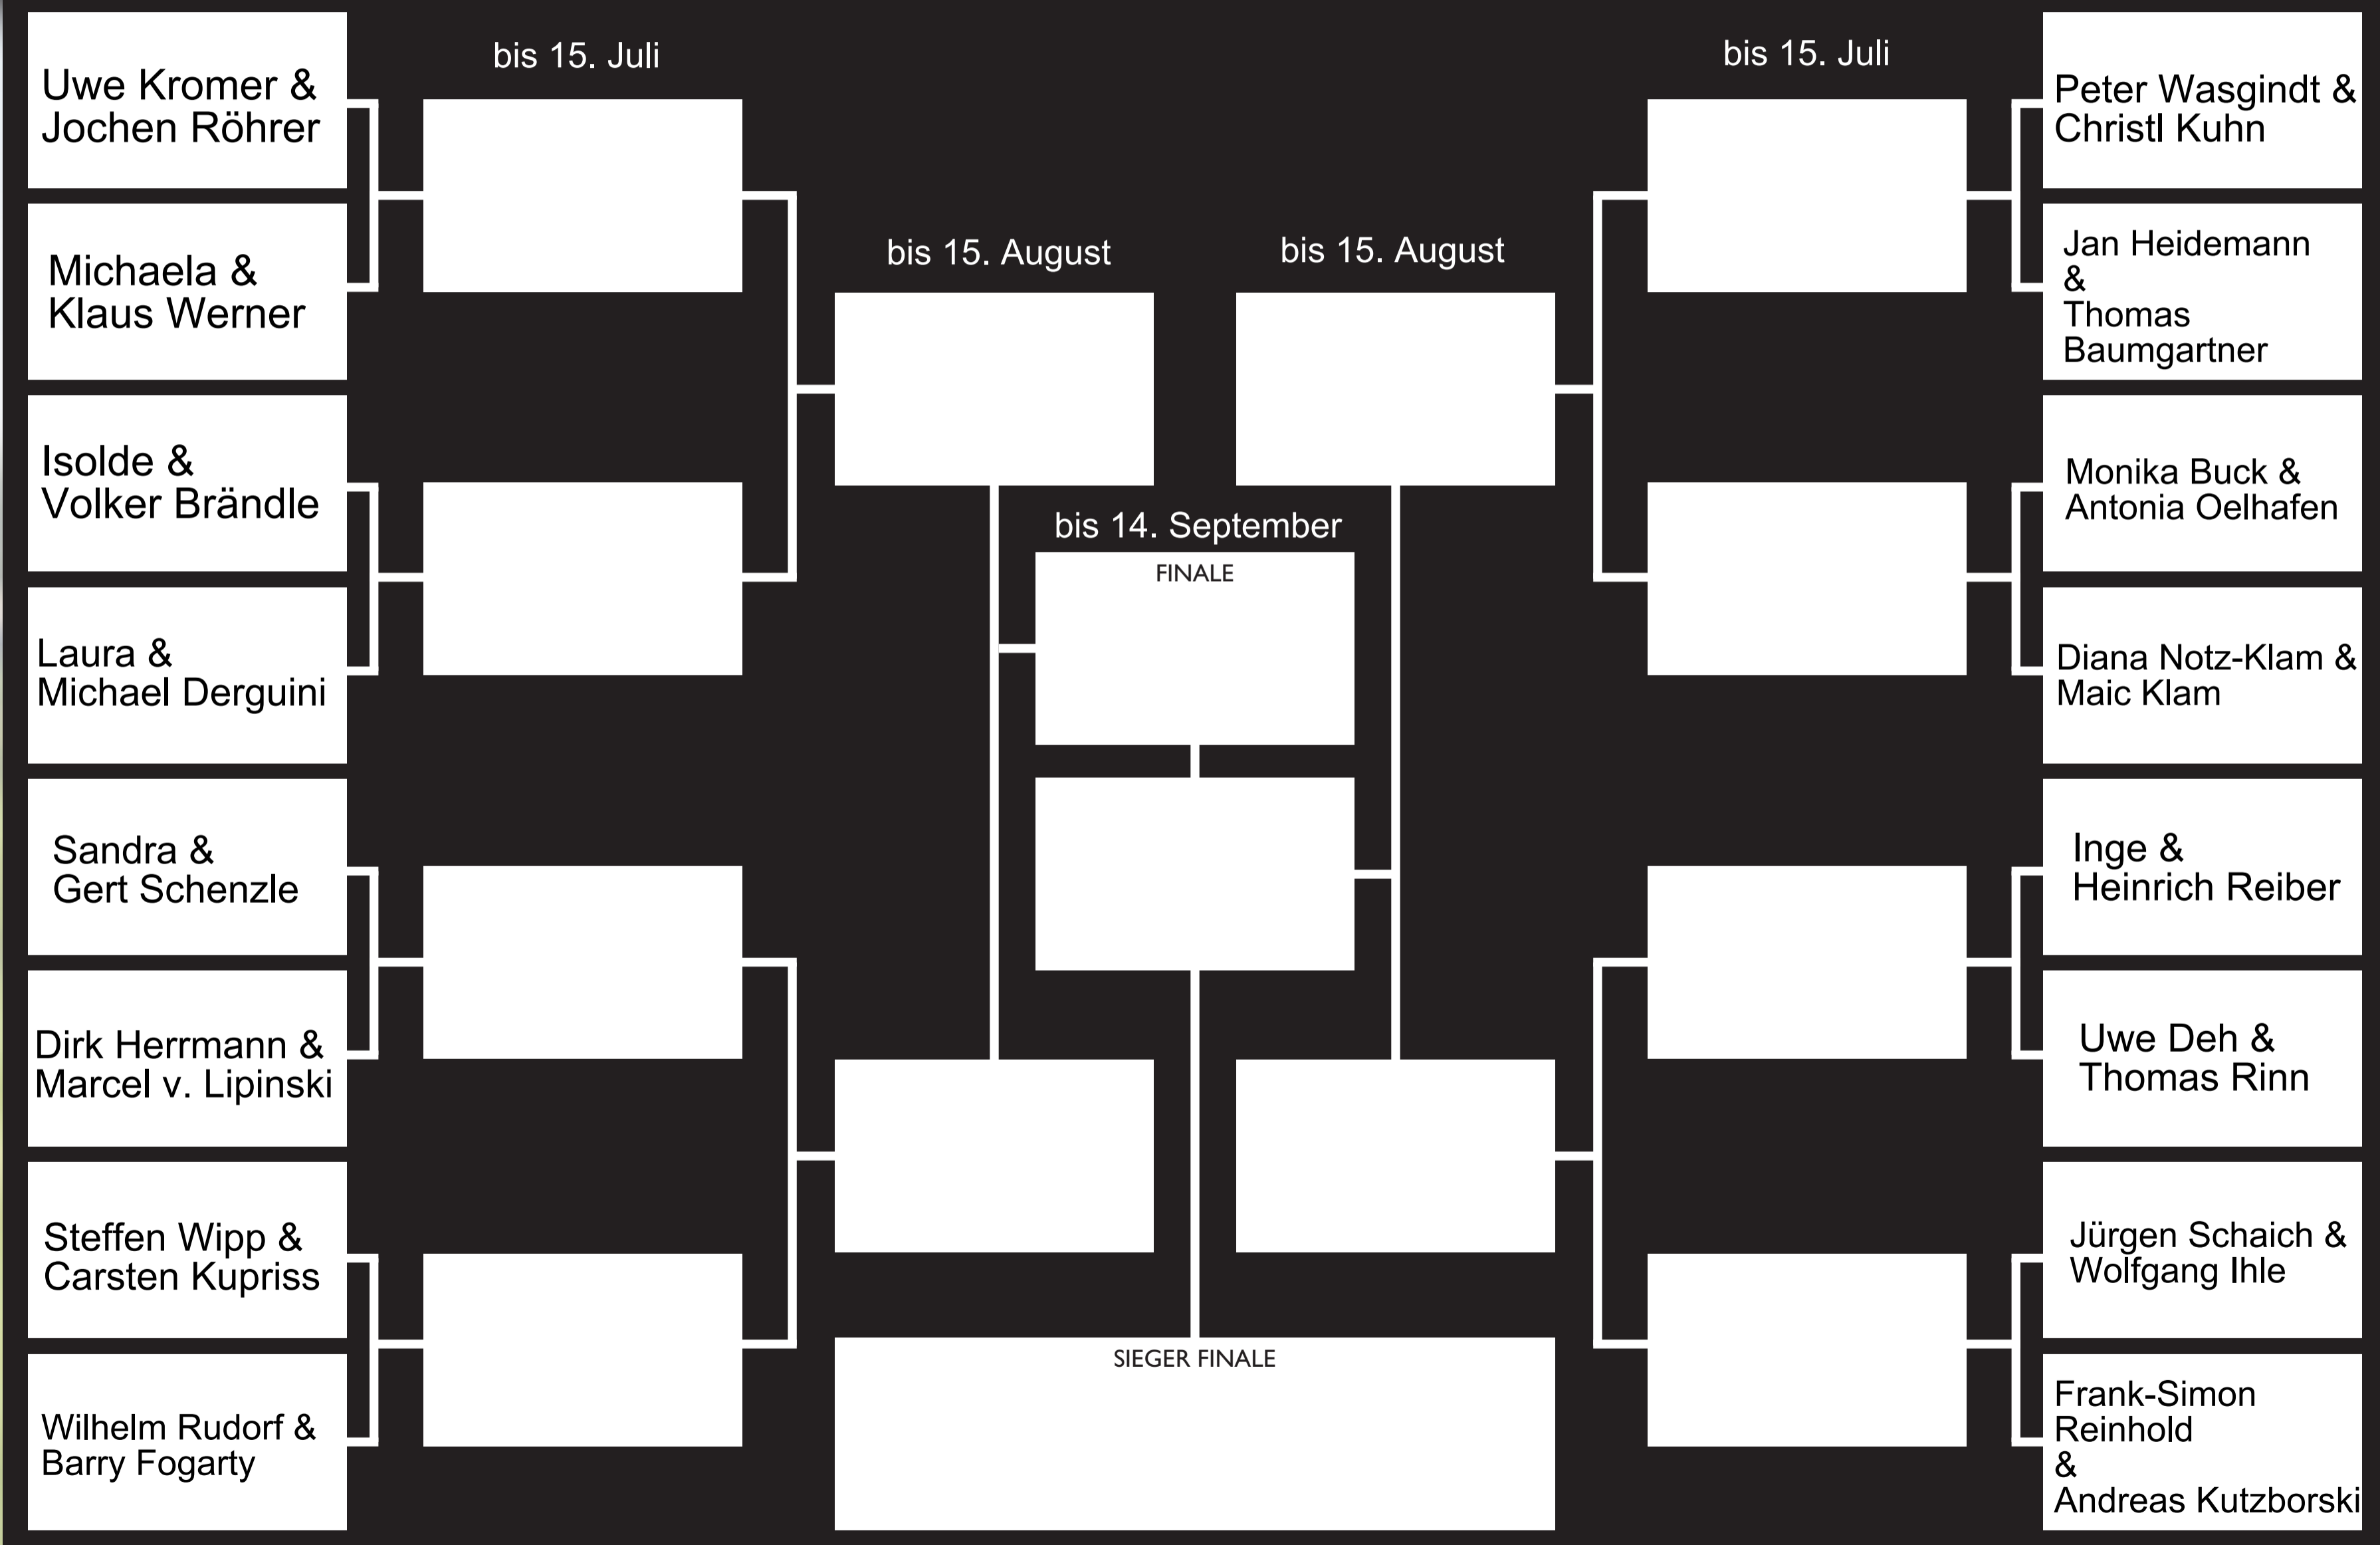 Uwe Kromer &
Jochen Röhrer
Michaela &
Klaus Werner
Isolde &
Volker Brändle
Laura &
Michael Derguini
Sandra &
Gert Schenzle
Dirk Herrmann &
Marcel v. Lipinski
Steffen Wipp &
Carsten Kupriss
Wilhelm Rudorf &
Barry Fogarty
bis 15. Juli
bis 15. August
bis 14. September
FINALE
SIEGER FINALE
bis 15. August
bis 15. Juli
Peter Wasgindt &
Christl Kuhn
Jan Heidemann
&
Thomas
Baumgartner
Monika Buck &
Antonia Oelhafen
Diana Notz-Klam &
Maic Klam
Inge &
Heinrich Reiber
Uwe Deh &
Thomas Rinn
Jürgen Schaich &
Wolfgang Ihle
Frank-Simon
Reinhold
&
Andreas Kutzborski